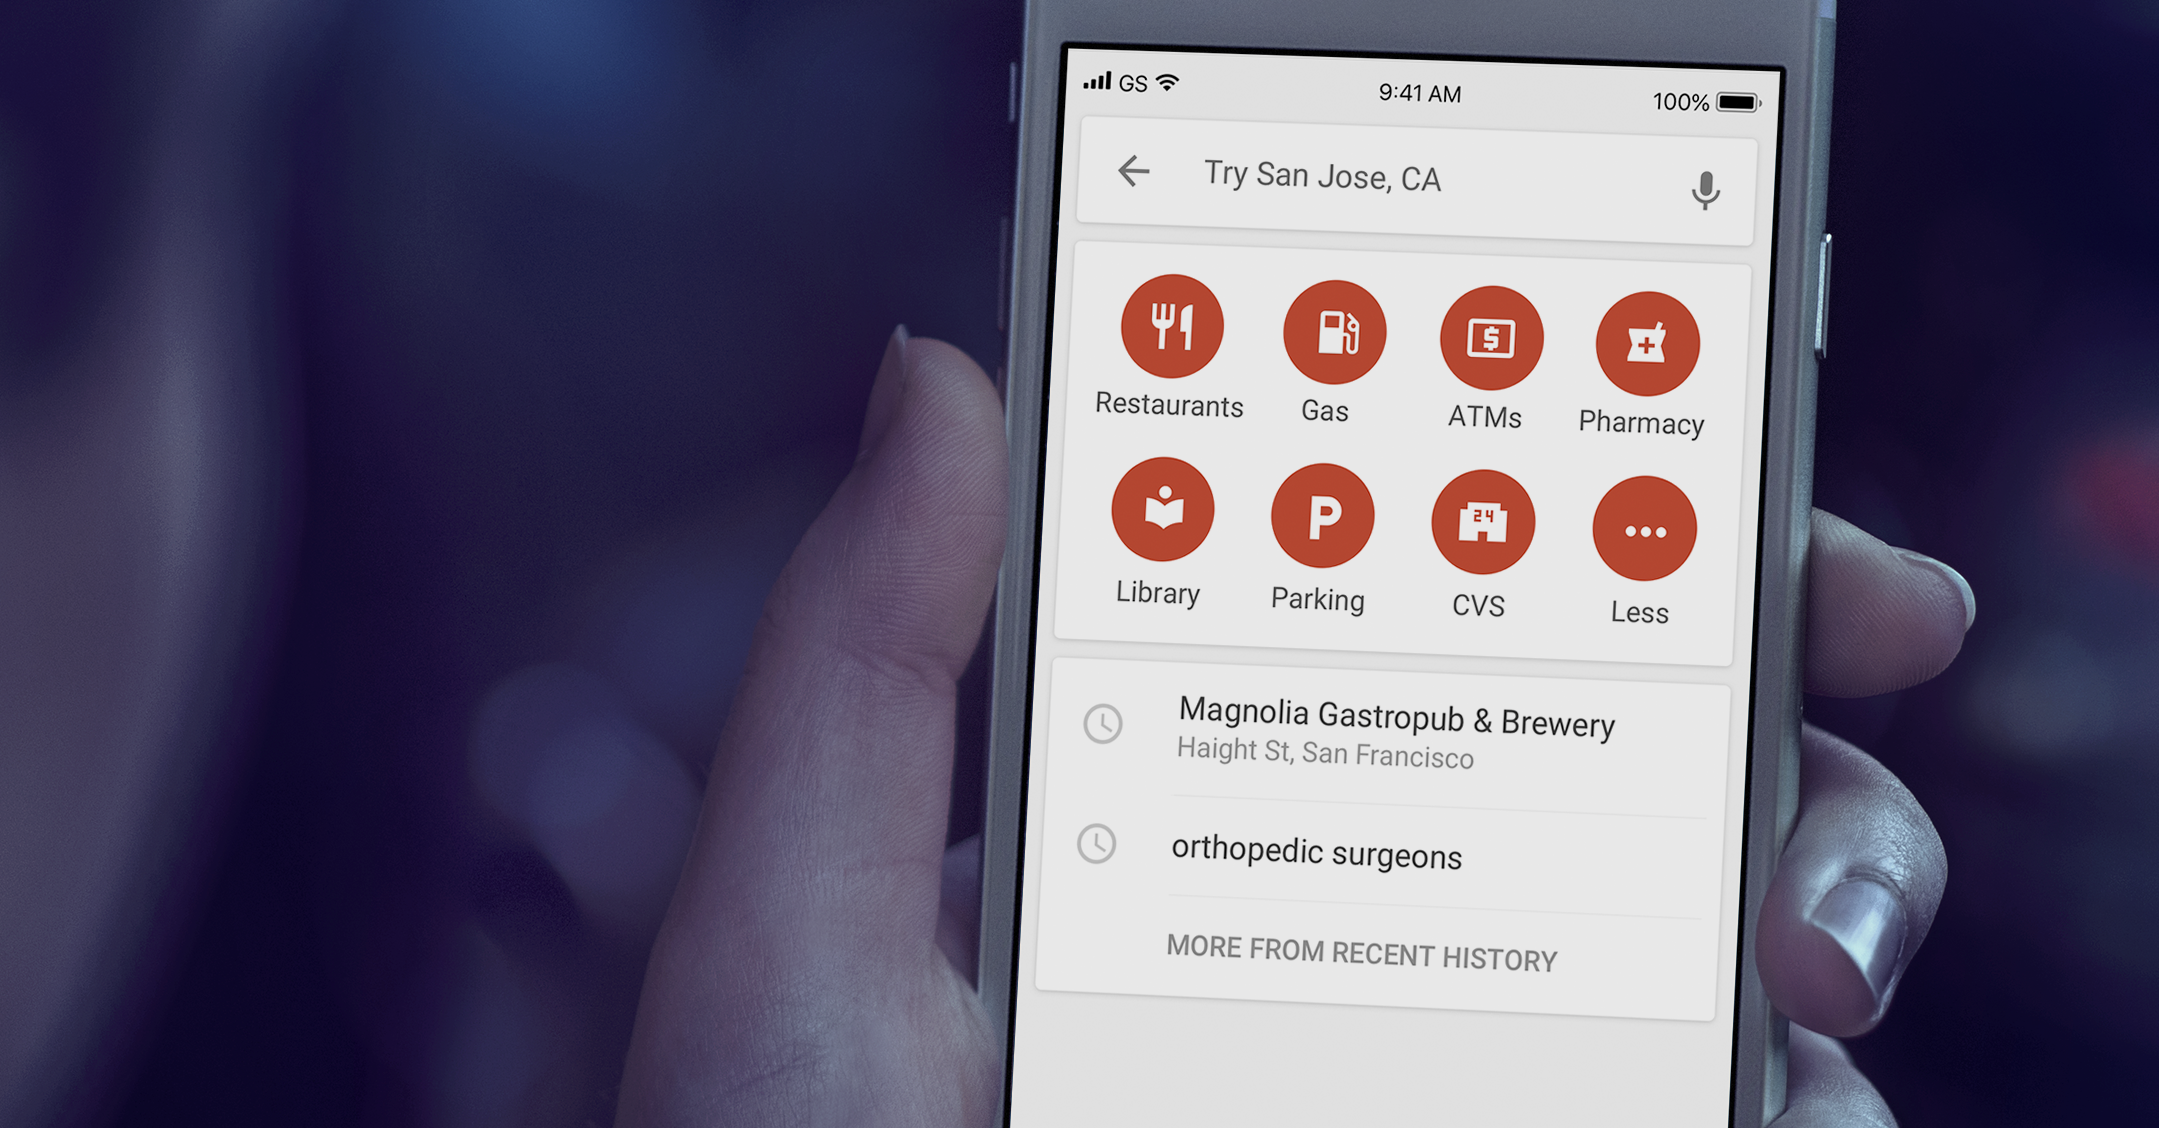 GS 9:41 AM 100%
Try San Jose, CA
Restaurants Gas ATMs Pharmacy
24
P
Library Parking CVS Less
Magnolia Gastropub & Brewery
Haight St, San Francisco
orthopedic surgeons
MORE FROM RECENT HISTORY